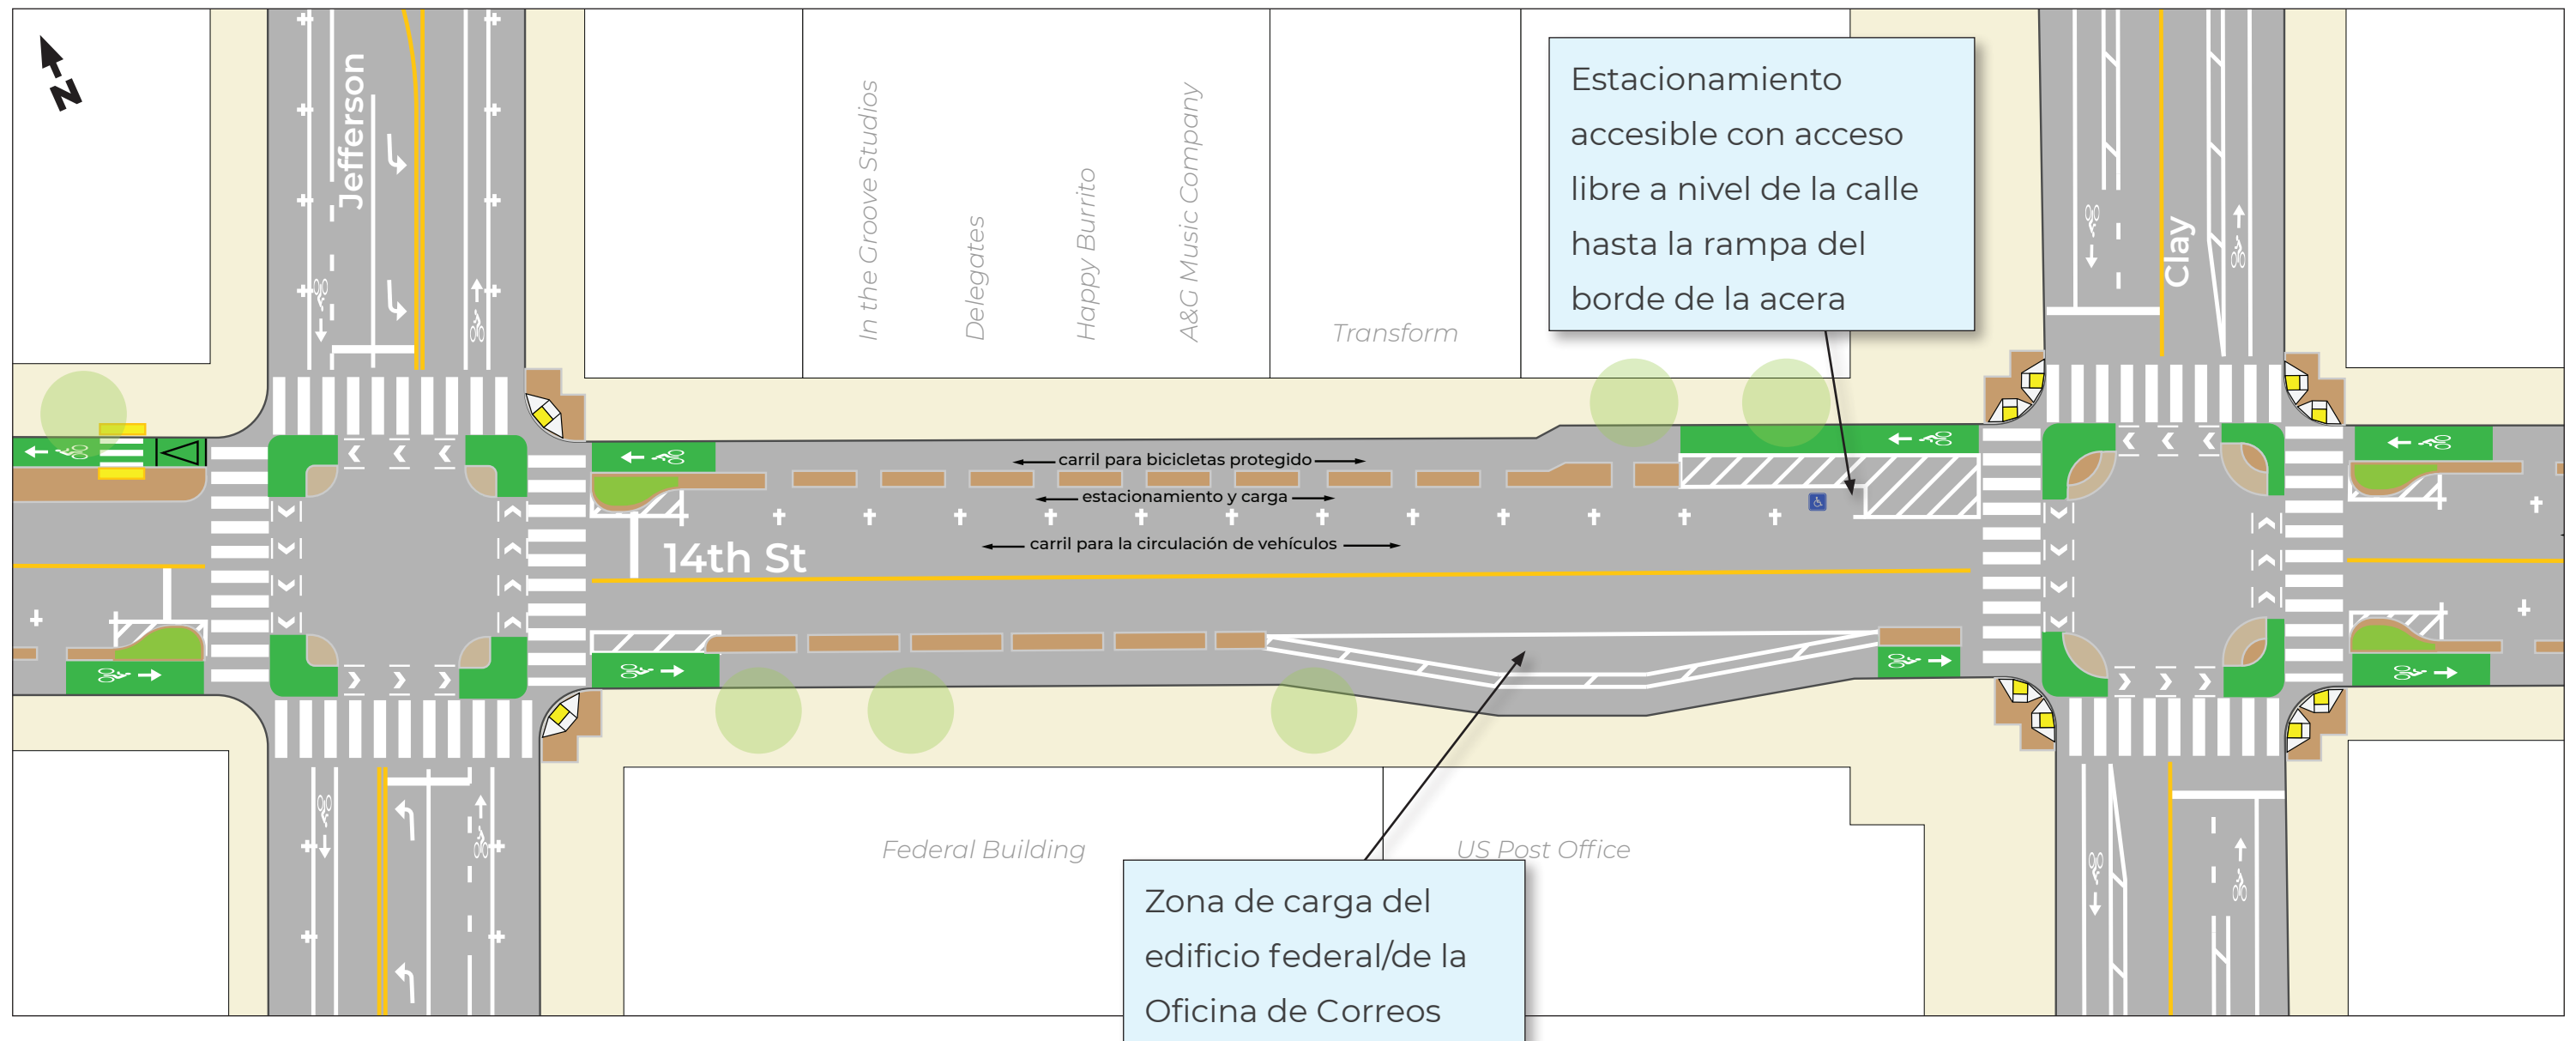 N
Jefferson
In the Groove Studios
Delegates
Happy Burrito
A&G Music Company
Transform
Estacionamiento
accesible con acceso
libre a nivel de la calle
hasta la rampa del
borde de la acera
Clay
carril para bicicletas protegido
estacionamiento y carga
carril para la circulación de vehículos
14th St
Federal Building
US Post Office
Zona de carga del
edificio federal/de la
Oficina de Correos